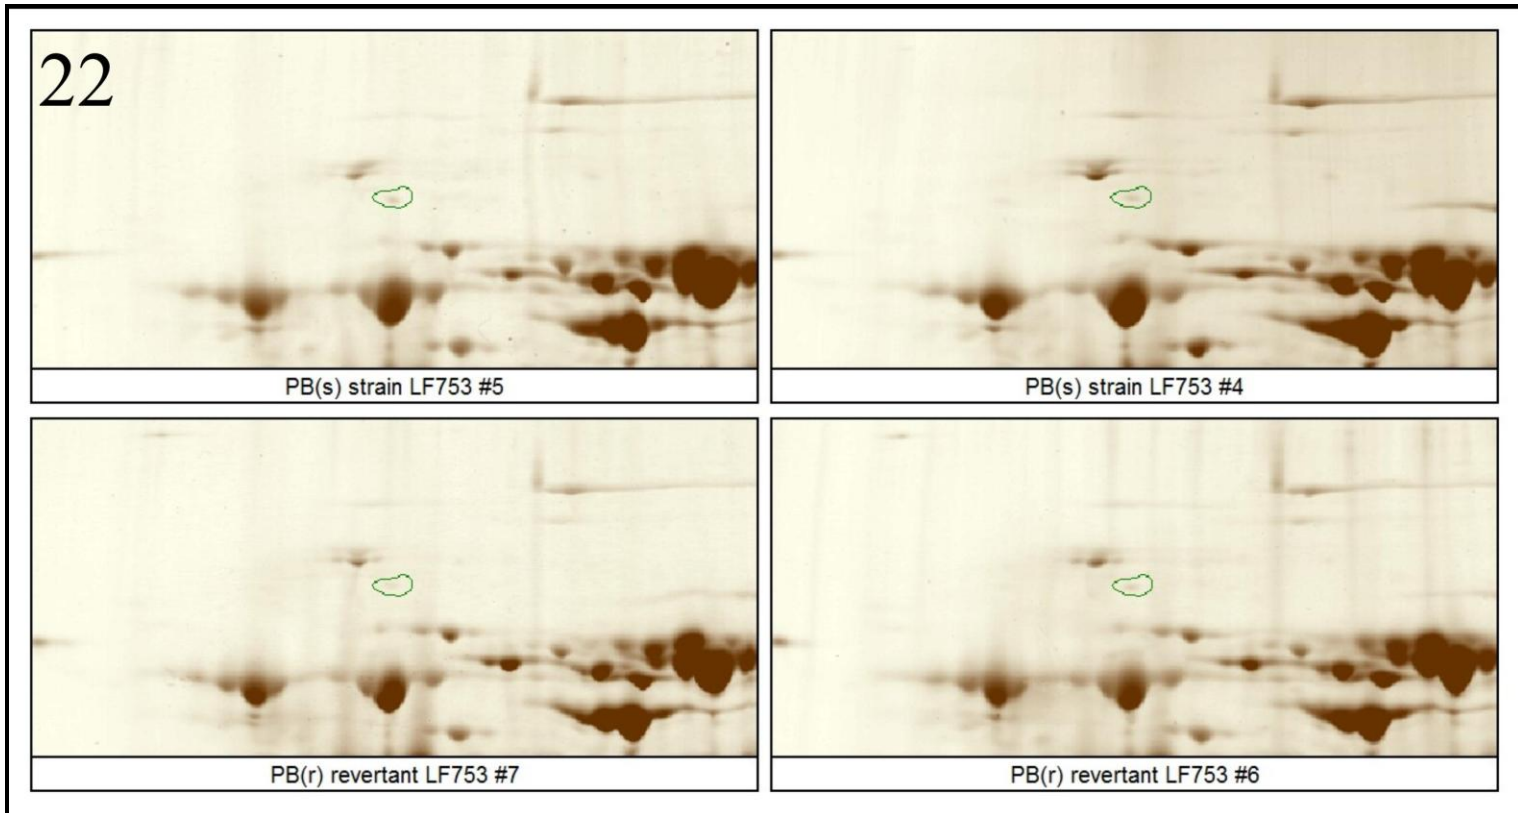 22
PB(s) strain LF753 #5
PB(s) strain LF753 #4
PB(r) revertant LF753 #7
PB(r) revertant LF753 #6